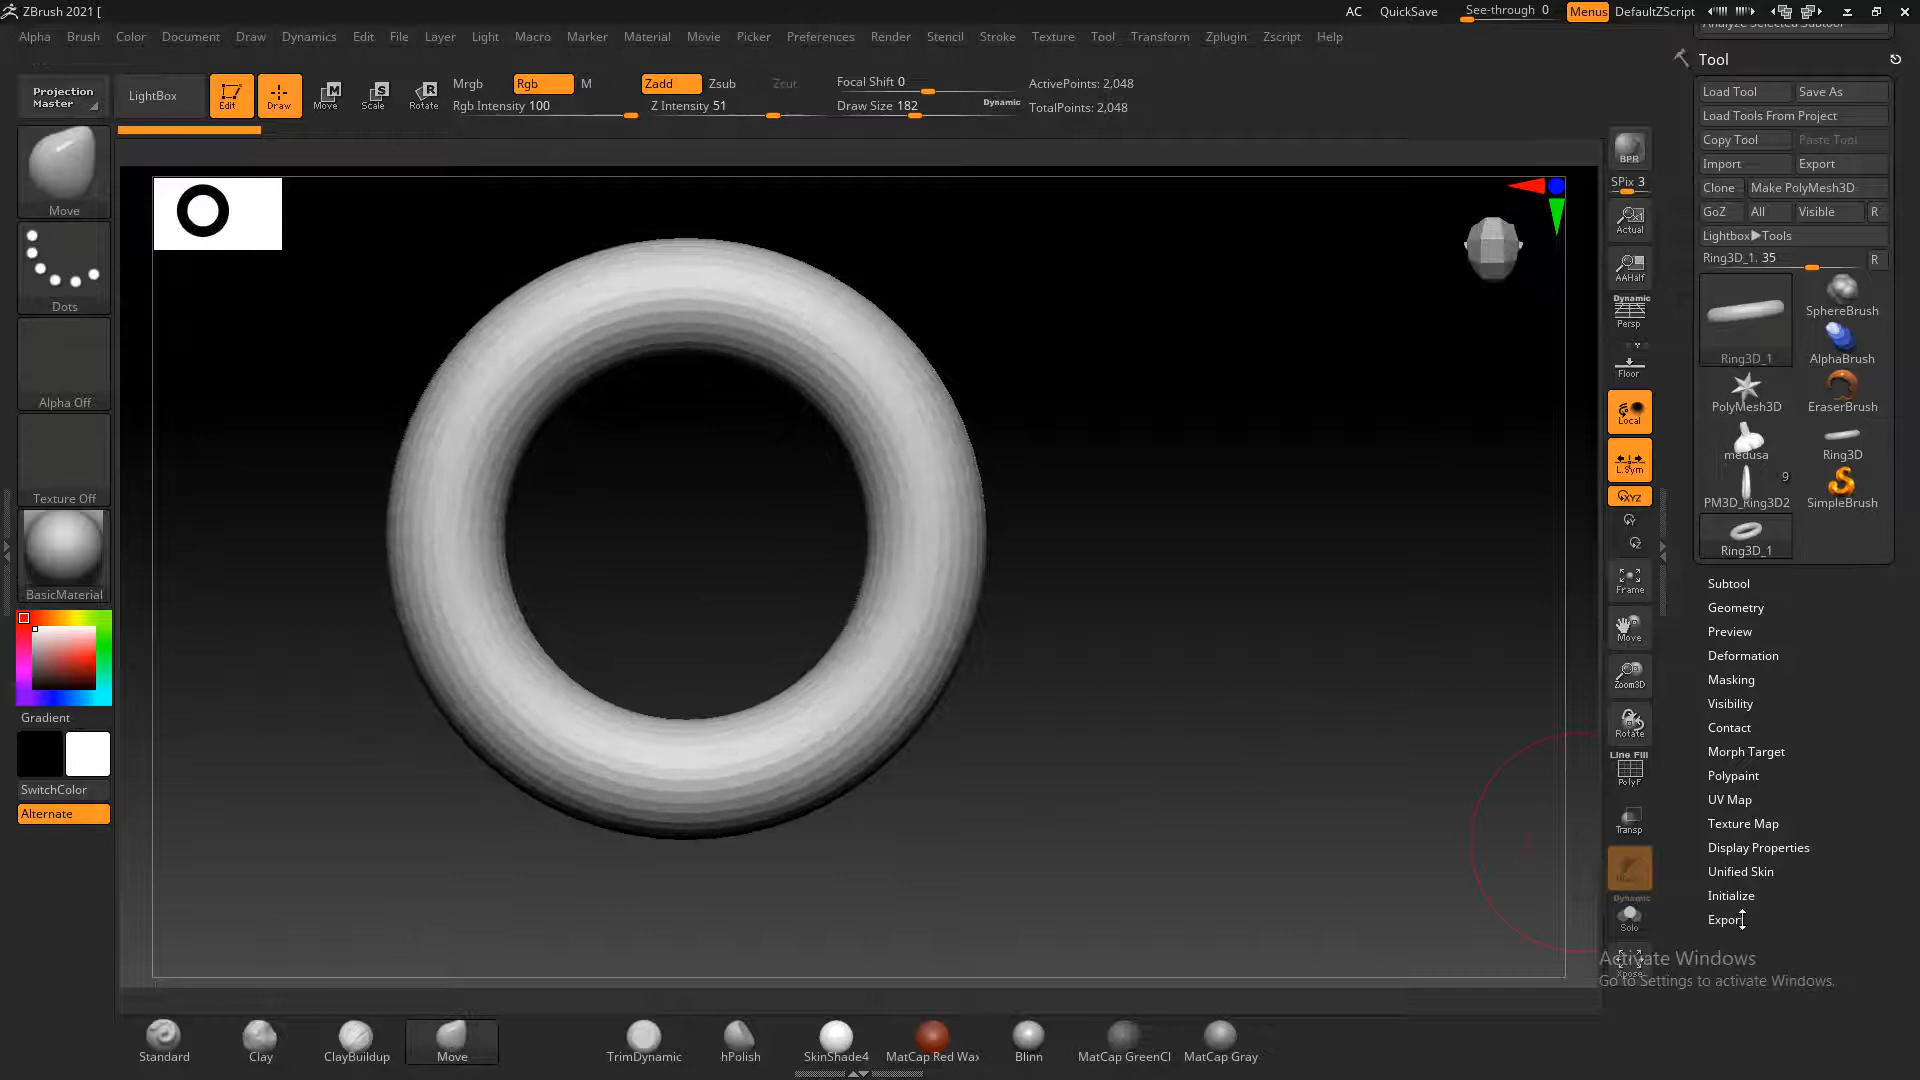 ZBrush 2021 [
AC QuickSave See-through 0 Menus DefaultZScript
Alpha Brush Color Document Draw Dynamics Edit File Layer Light Macro Marker Material Movie Picker Preferences Render Stencil Stroke Texture Tool Transform Zplugin Zscript Help
Projection
Master
LightBox
Edit
Draw
Move
Scale
Rotate
Mrgb Rgb M
Rgb Intensity 100
Zadd Zsub Zcut
Z Intensity 51
Focal Shift 0
Draw Size 182 Dynamic
ActivePoints: 2,048
TotalPoints: 2,048
Move
Dots
Alpha Off
Texture Off
BasicMaterial
Gradient
SwitchColor
Alternate
BPR
SPix 3
Actual
AAHalf
Dynamic
Persp
Floor
Local
L.Sym
XYZ
Y
Z
Frame
Move
Zoom3D
Rotate
Line Fill
PolyF
Transp
Dynamic
Solo
Xpose
Analyze Selected Subtool
Tool
Load Tool Save As
Load Tools From Project
Copy Tool Paste Tool
Import Export
Clone Make PolyMesh3D
GoZ All Visible R
Lightbox▶Tools
Ring3D_1. 35 R
Ring3D_1 SphereBrush
AlphaBrush
PolyMesh3D EraserBrush
medusa Ring3D
9
PM3D_Ring3D2 SimpleBrush
Ring3D_1
Subtool
Geometry
Preview
Deformation
Masking
Visibility
Contact
Morph Target
Polypaint
UV Map
Texture Map
Display Properties
Unified Skin
Initialize
Export
Activate Windows
Go to Settings to activate Windows.
Standard Clay ClayBuildup Move TrimDynamic hPolish SkinShade4 MatCap Red Wax Blinn MatCap GreenCl MatCap Gray